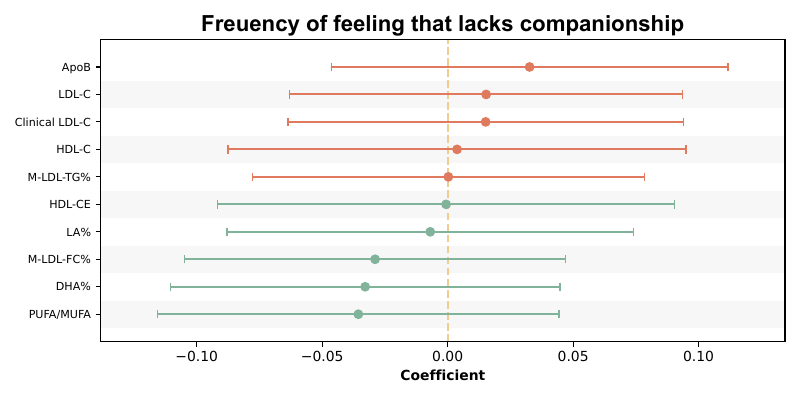 Freuency of feeling that lacks companionship
ApoB
LDL-C
Clinical LDL-C
HDL-C
M-LDL-TG%
HDL-CE
LA%
M-LDL-FC%
DHA%
PUFA/MUFA
−0.10 −0.05 0.00 0.05 0.10
Coefficient